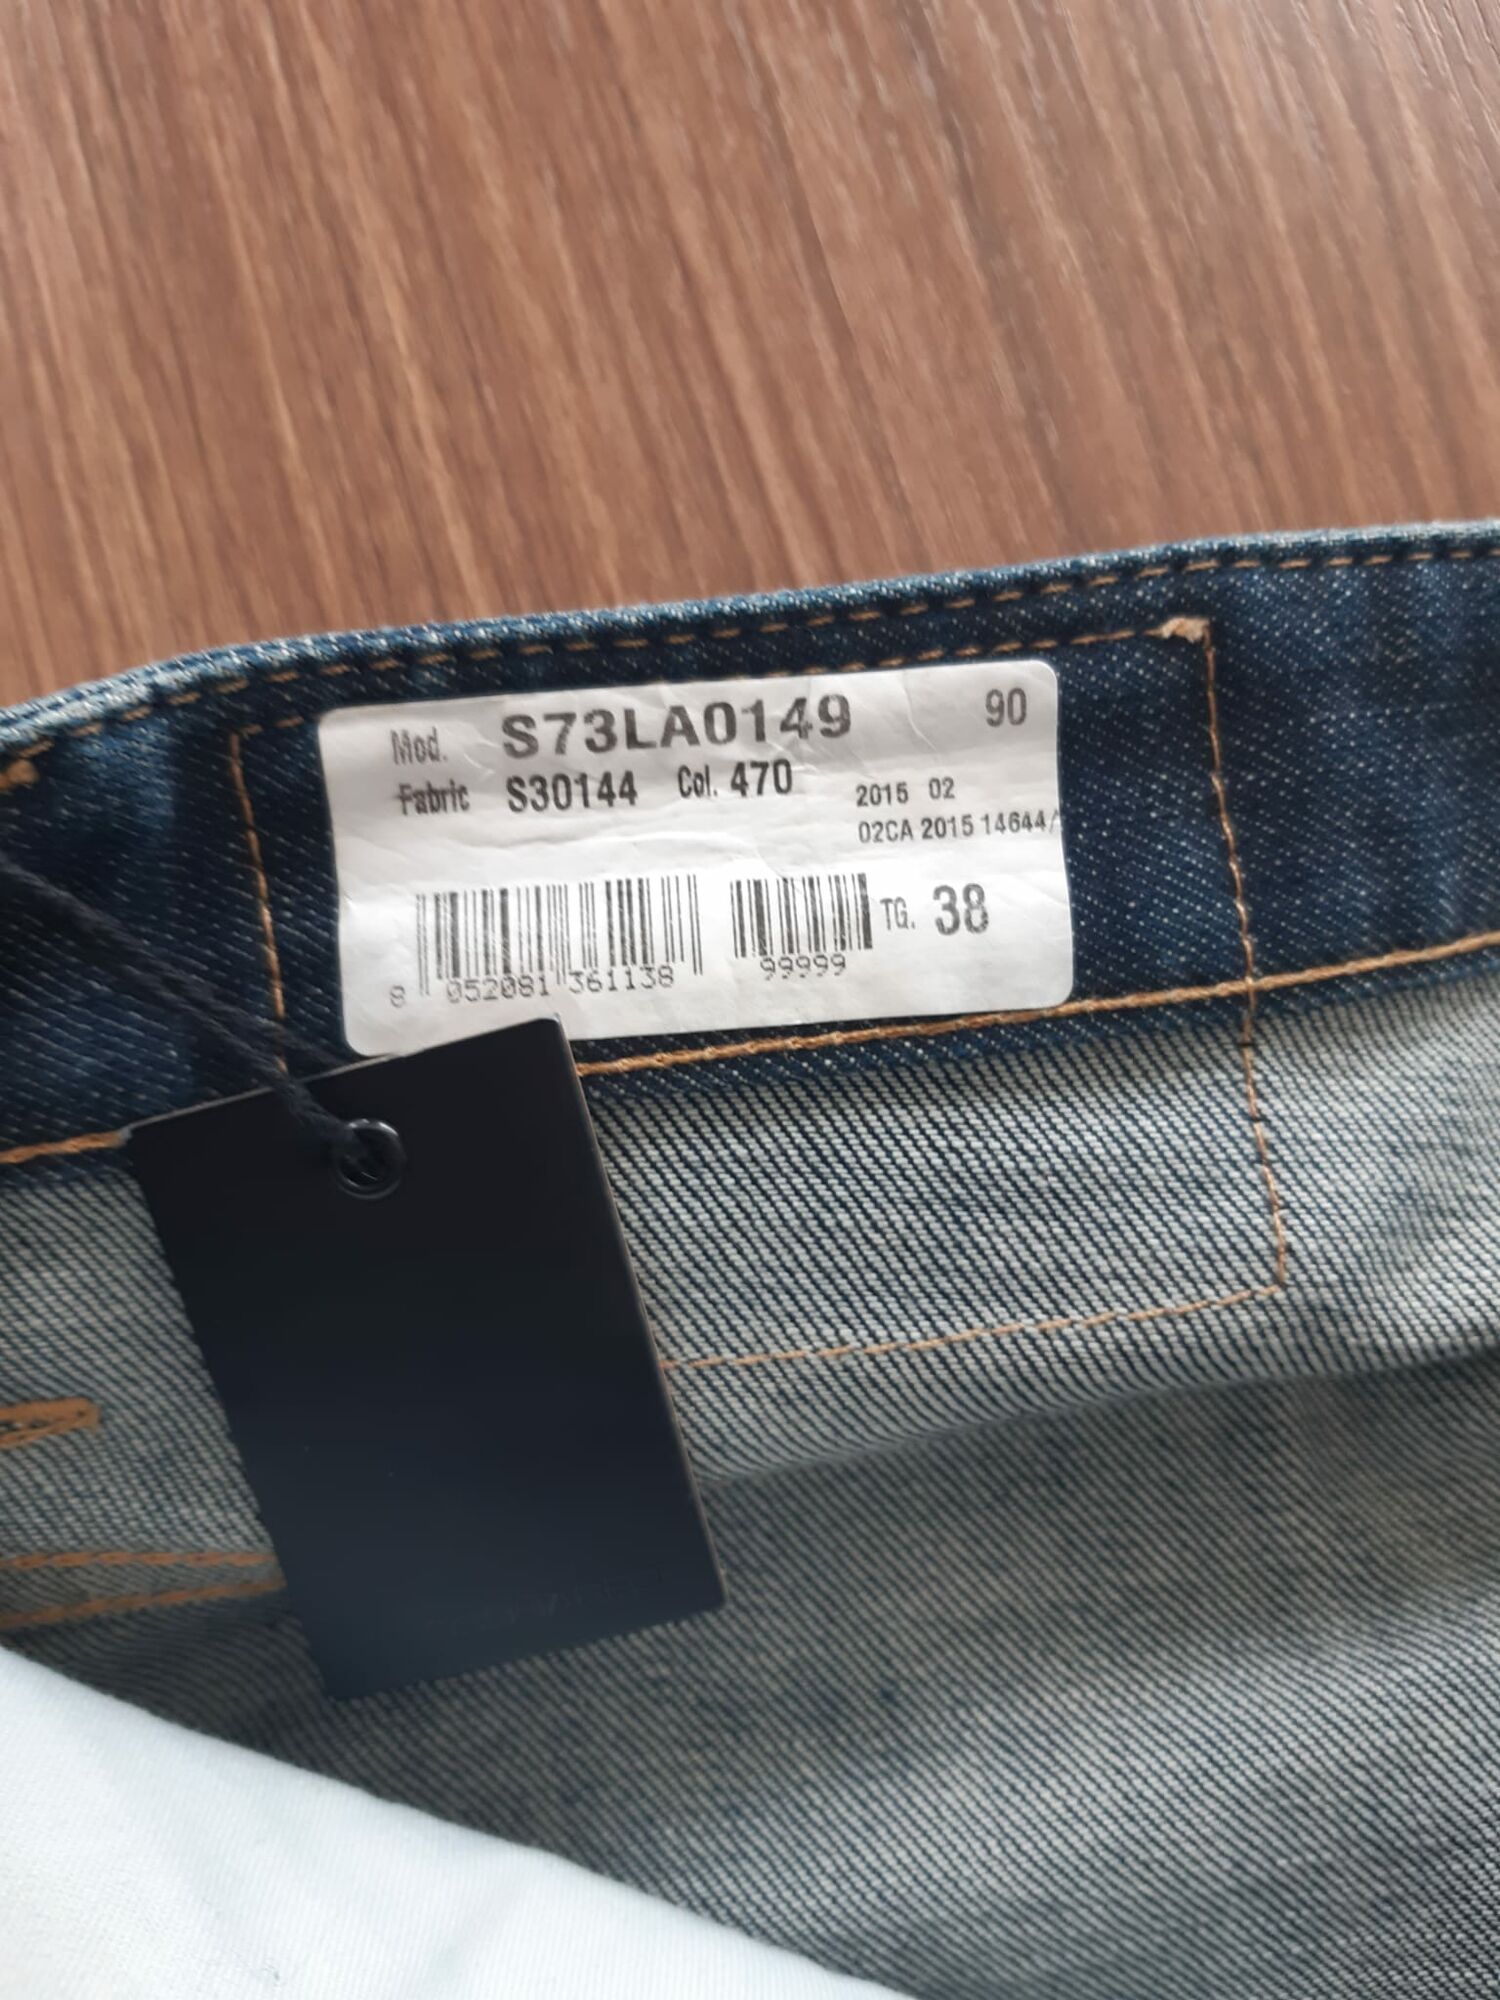 Mod. S73LA0149 90
Fabric S30144 Col. 470
2015 02
02CA 2015 14644/
TG. 38
8 052081 361138 99999